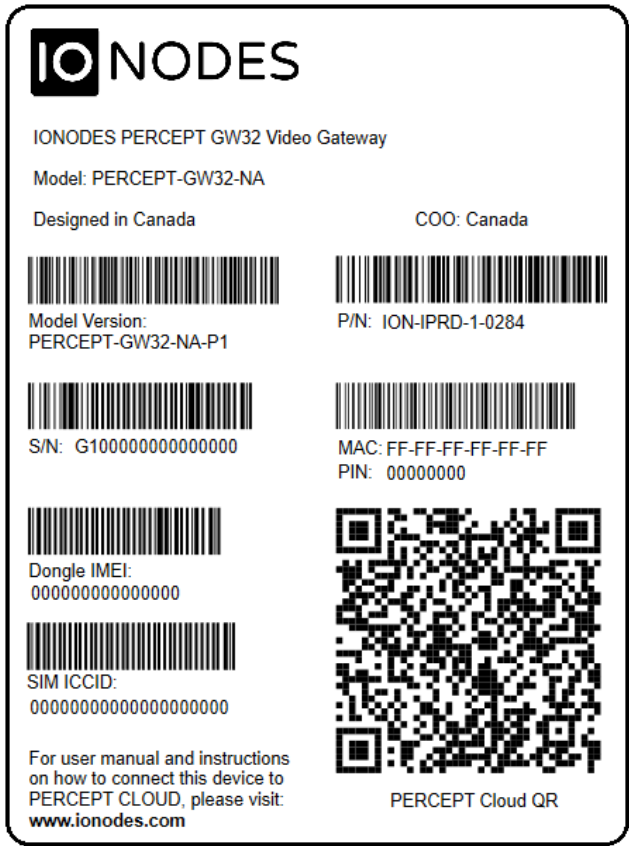 IONODES
IONODES PERCEPT GW32 Video Gateway
Model: PERCEPT-GW32-NA
Designed in Canada
COO: Canada
Model Version:
PERCEPT-GW32-NA-P1
P/N: ION-IPRD-1-0284
S/N: G100000000000000
MAC: FF-FF-FF-FF-FF-FF
PIN: 00000000
Dongle IMEI:
000000000000000
SIM ICCID:
00000000000000000000
For user manual and instructions
on how to connect this device to
PERCEPT CLOUD, please visit:
www.ionodes.com
PERCEPT Cloud QR